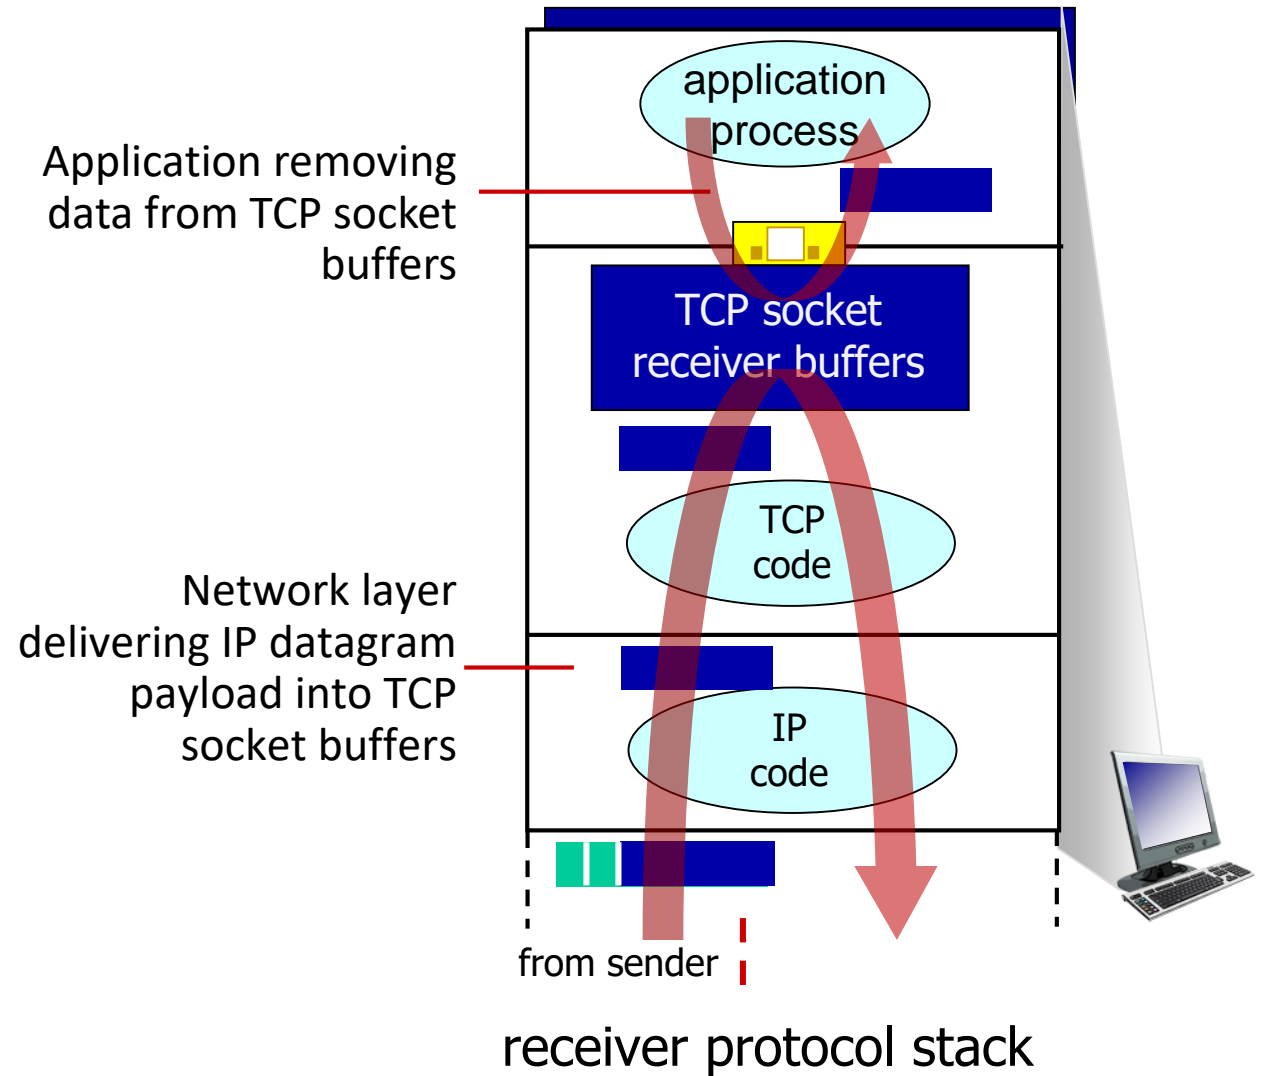 application
process
Application removing
data from TCP socket
buffers
TCP socket
receiver buffers
TCP
code
Network layer
delivering IP datagram
payload into TCP
socket buffers
IP
code
from sender
receiver protocol stack